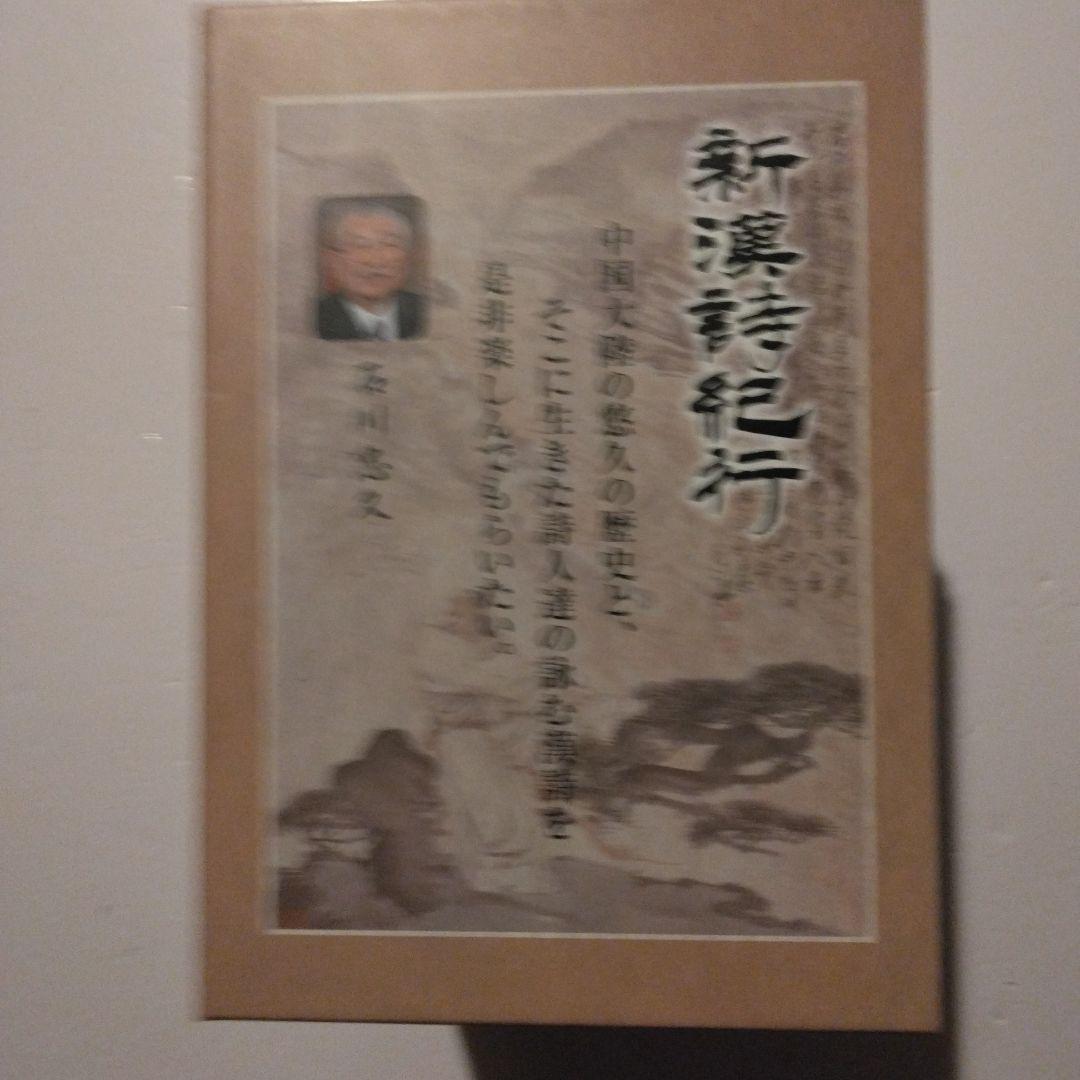 新漢詩紀行
中国大陸の悠久の歴史と、
そこに生きた詩人達の詠む漢詩を
是非楽しんでもらいたい。
石川忠久